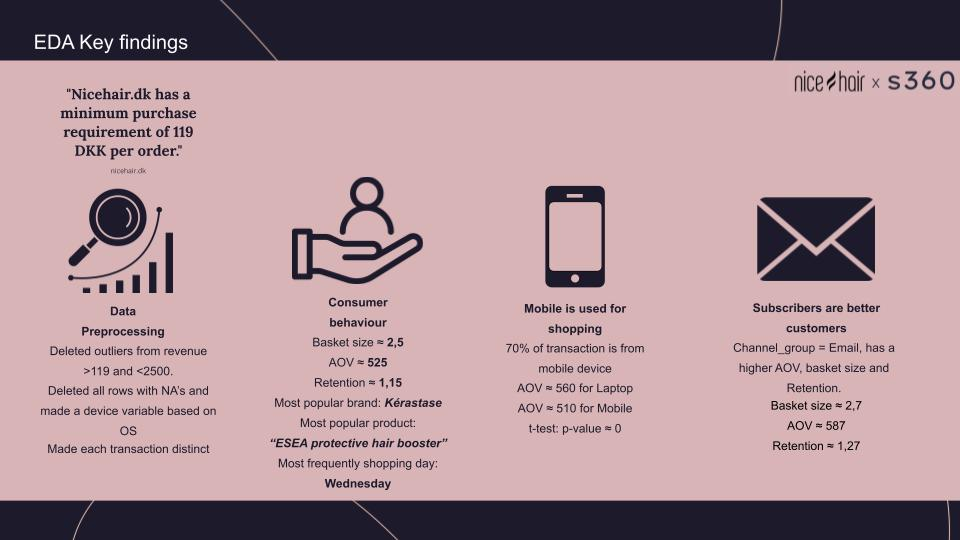 EDA Key findings
nice hair x s360
"Nicehair.dk has a
minimum purchase
requirement of 119
DKK per order."
nicehair.dk
Data
Preprocessing
Deleted outliers from revenue
>119 and <2500.
Deleted all rows with NA’s and
made a device variable based on
OS
Made each transaction distinct
Consumer
behaviour
Basket size ≈ 2,5
AOV ≈ 525
Retention ≈ 1,15
Most popular brand: Kérastase
Most popular product:
“ESEA protective hair booster”
Most frequently shopping day:
Wednesday
Mobile is used for
shopping
70% of transaction is from
mobile device
AOV ≈ 560 for Laptop
AOV ≈ 510 for Mobile
t-test: p-value ≈ 0
Subscribers are better
customers
Channel_group = Email, has a
higher AOV, basket size and
Retention.
Basket size ≈ 2,7
AOV ≈ 587
Retention ≈ 1,27